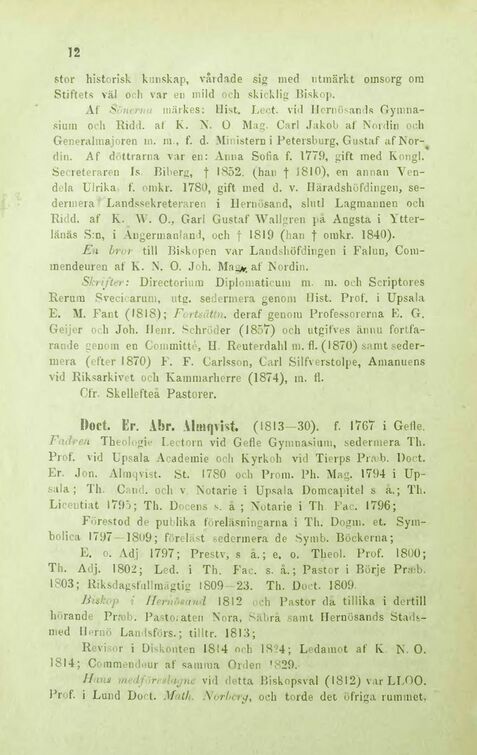 12
stor historisk kunskap, vårdade sig med utmärkt omsorg om
Stiftets väl och var en mild och skicklig Biskop.
Af Sönerna märkes: Hist. Lect. vid Hernösands Gymna-
sium och Ridd. af K. N. O Mag. Carl Jakob af Nordin och
Generalmajoren m. m., f. d. Ministern i Petersburg, Gustaf af Nor-
din. Af döttrarna var en: Anna Sofia f. 1779, gift med Kongl.
Secreteraren Is. Biberg, † 1852. (han † 1810), en annan Ven-
dela Ulrika, f. omkr. 1780, gift med d. v. Häradshöfdingen, se-
dermera Landssekreteraren i Hernösand, slutl Lagmannen och
Ridd. af K. W. O., Garl Gustaf Wallgren på Angsta i Ytter-
länäs S:n, i Angermanland, och † 1819 (han † omkr. 1840).
En bror till Biskopen var Landshöfdingen i Falun, Com-
mendeuren af K. N. O. Joh. af Nordin.
Skrifter: Directorium Diplomaticum m. m. och Scriptores
Rerum Svecicarum, utg. sedermera genom Hist. Prof. i Upsala
E. M. Fant (1818); Fortsättn. deraf genom Professorerna E. G.
Geijer och Joh. Henr. Schröder (1857) och utgifves ännu fortfa-
rande genom en Committé, H. Reuterdahl m. fl. (1870) samt seder-
mera (efter 1870) F. F. Carlsson, Carl Silfverstolpe, Amanuens
vid Riksarkivet och Kammarherre (1874), m. fl.
Cfr. Skellefteå Pastorer.
Doct. Er. Abr. Almqvist. (1813—30). f. 1767 i Gefle.
Fadren Theologie Lectorn vid Gefle Gymnasium, sedermera Th.
Prof. vid Upsala Academie och Kyrkoh vid Tierps Præb. Doct.
Er. Jon. Almqvist. St. 1780 och Prom. Ph. Mag. 1794 i Up-
sala; Th. Cand. och v. Notarie i Upsala Domcapitel s å.; Th.
Licentiat 1795; Th. Docens s. å ; Notarie i Th Fac. 1796;
Förestod de publika föreläsningarna i Th. Dogm. et. Sym-
bolica 1797—1809; föreläst sedermera de Symb. Böckerna;
E. o. Adj 1797; Prestv, s å.; e. o. Theol. Prof. 1800;
Th. Adj. 1802; Led. i Th. Fac. s. å.; Pastor i Börje Præb.
1803; Riksdagsfullmägtig 1809—23. Th. Doct. 1809.
Biskop i Hernösand 1812 och Pastor då tillika i dertill
hörande Præb. Pastoraten Nora, Säbrå samt Hernösands Stads-
med Hernö Landsförs.; tilltr. 1813;
Revisor i Diskonten 1814 och 1824; Ledamot af K. N. O.
1814; Commendeur af samma Orden 1829.
Hans medföreslagne vid detta Biskopsval (1812) var LLOO.
Prof. i Lund Doct. Math. Norberg, och torde det öfriga rummet.